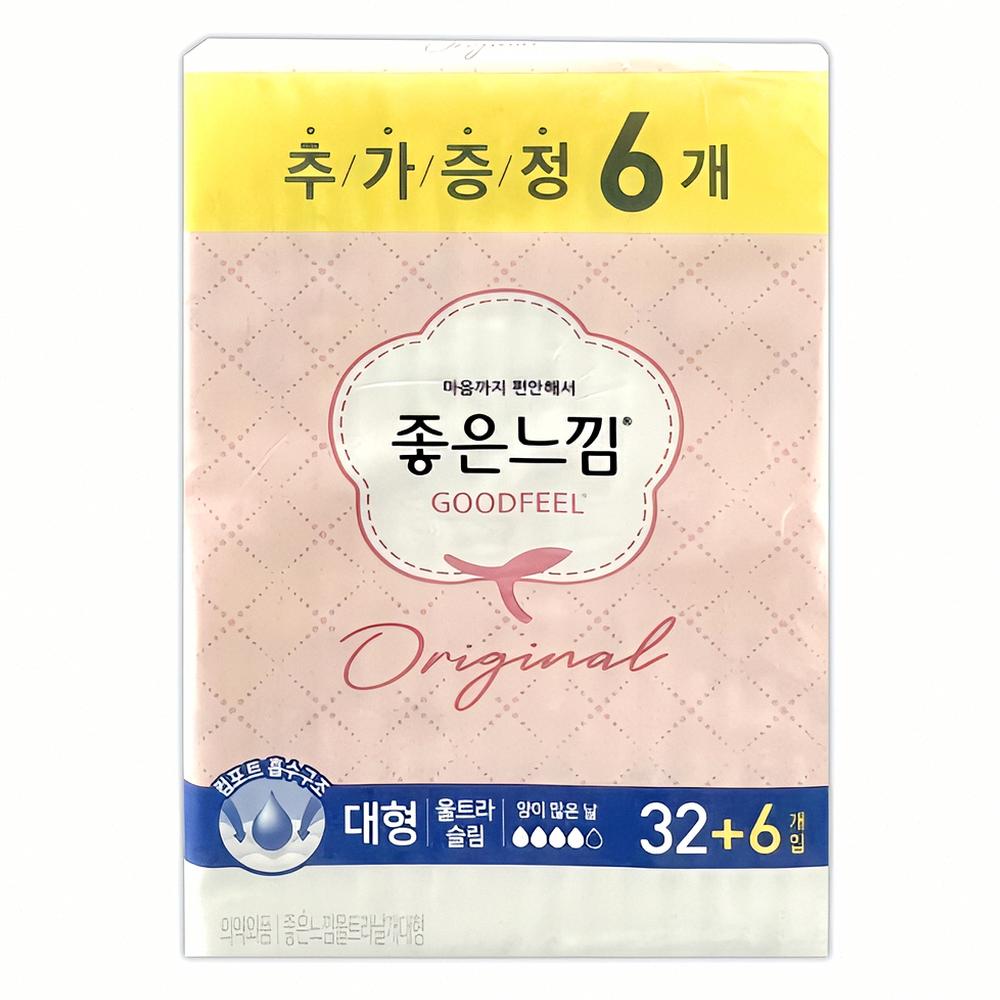 추/가/증/정 6개
마음까지 편안해서
좋은느낌®
GOODFEEL
Original
컴포트 흡수구조
대형
울트라
슬림
양이 많은 날
32+6
개
입
의약외품 | 좋은느낌울트라날개대형